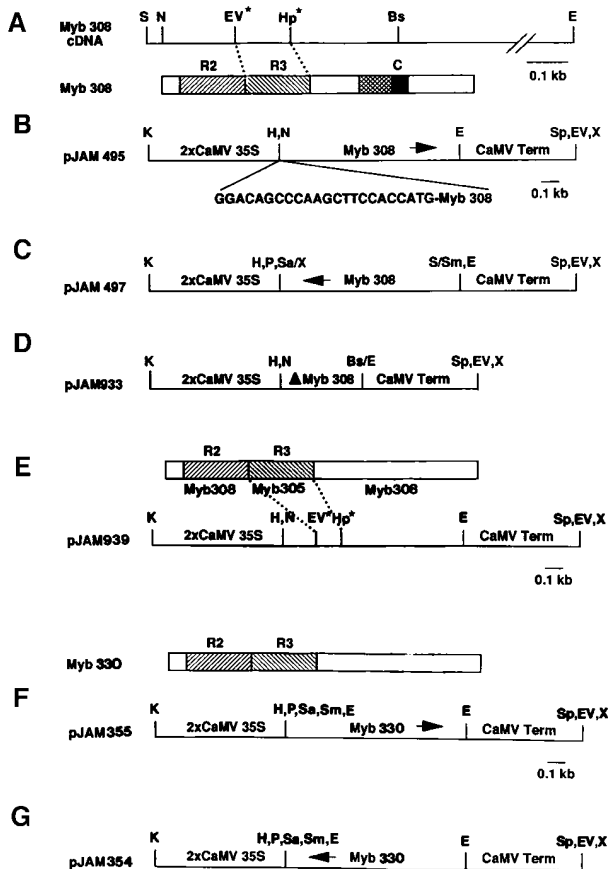 A
Myb 308 cDNA
S N EV* Hp* Bs E
0.1 kb
R2 R3 C
Myb 308
B
K H,N E Sp,EV,X
pJAM 495
2xCaMV 35S Myb 308 CaMV Term
0.1 kb
GGACAGCCCAAGCTTCCACCATG-Myb 308
C
K H,P,Sa/X S/Sm,E Sp,EV,X
pJAM 497
2xCaMV 35S Myb 308 CaMV Term
D
K H,N Bs/E Sp,EV,X
pJAM933
2xCaMV 35S Myb 308 CaMV Term
E
R2 R3
Myb308 Myb305 Myb308
K H,N EV* Hp* E Sp,EV,X
pJAM939
2xCaMV 35S CaMV Term
0.1 kb
R2 R3
Myb 330
F
K H,P,Sa,Sm,E E Sp,EV,X
pJAM355
2xCaMV 35S Myb 330 CaMV Term
0.1 kb
G
K H,P,Sa,Sm,E E Sp,EV,X
pJAM354
2xCaMV 35S Myb 330 CaMV Term